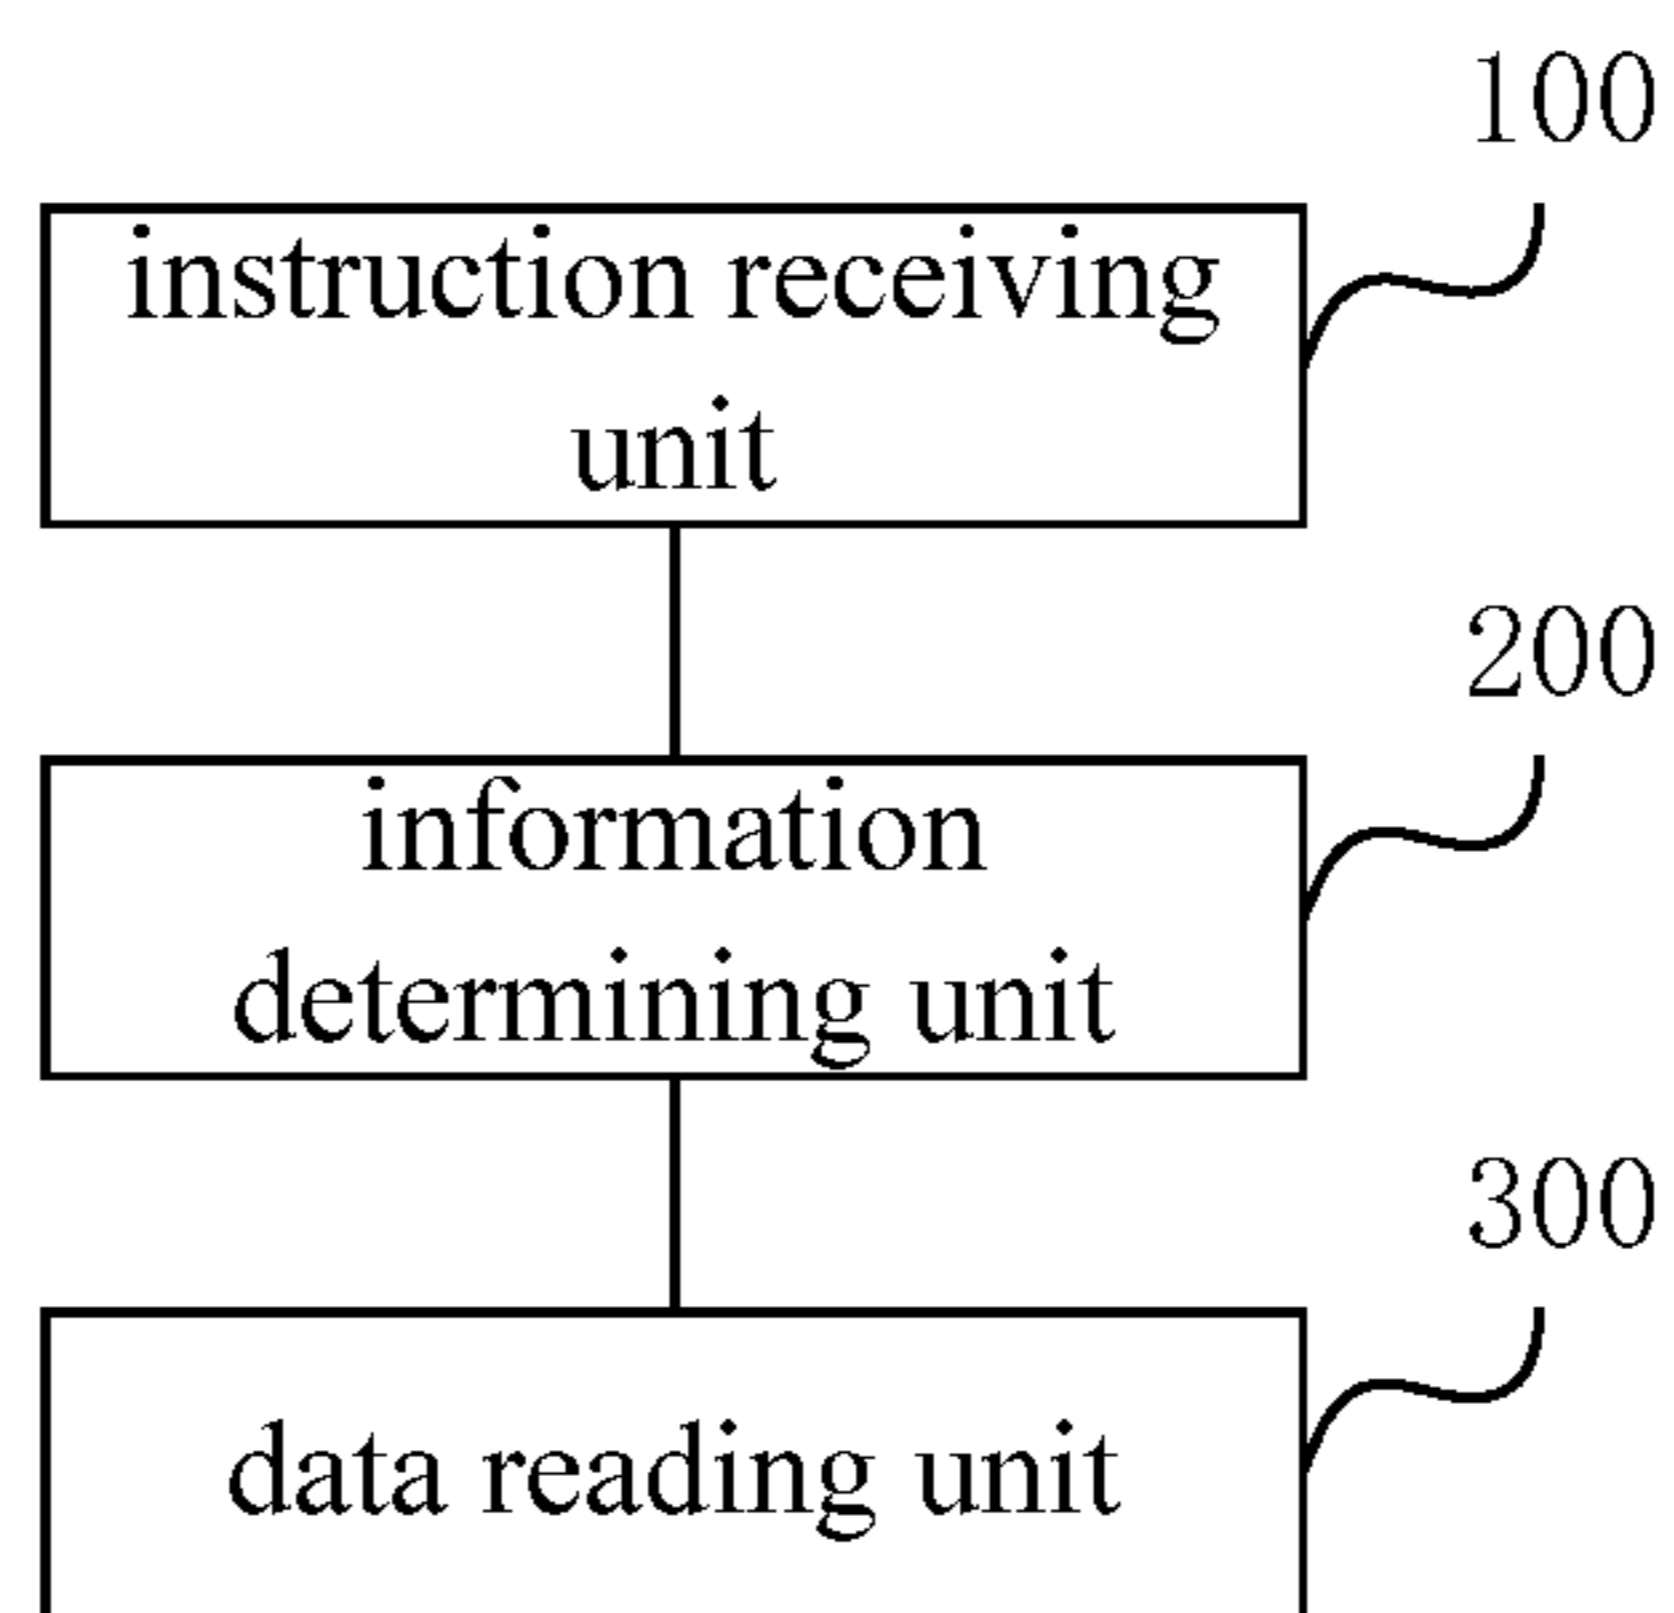 100
instruction receiving
unit
200
information
determining unit
300
data reading unit